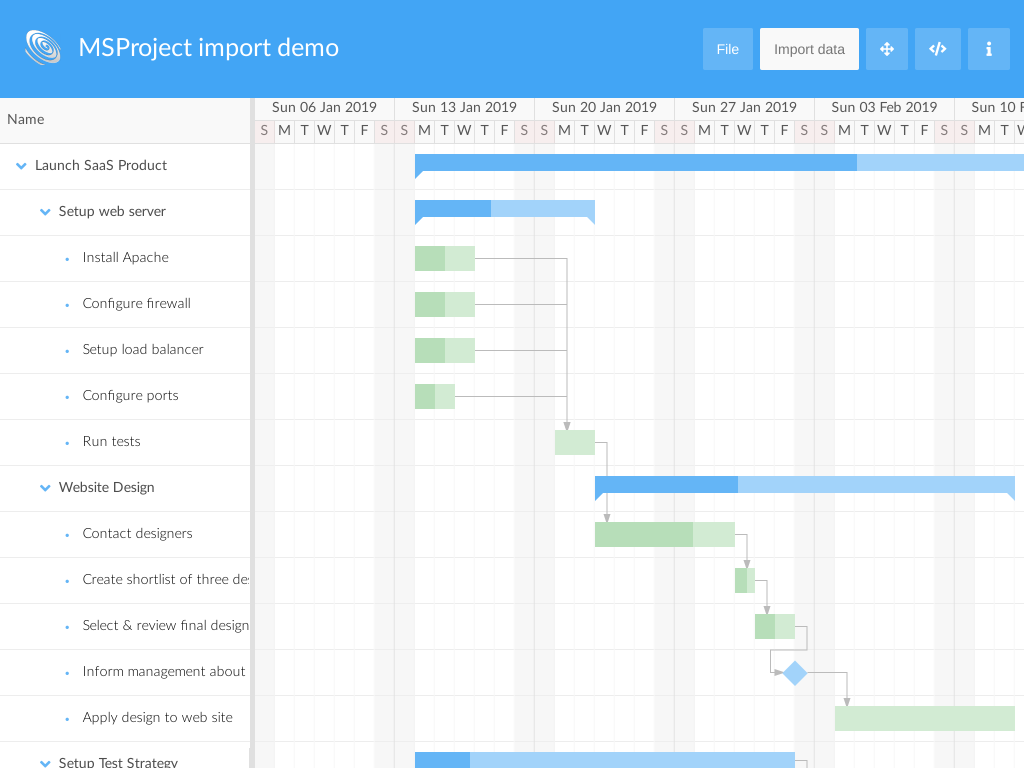 MSProject import demo
File
Import data
Name
Sun 06 Jan 2019 Sun 13 Jan 2019 Sun 20 Jan 2019 Sun 27 Jan 2019 Sun 03 Feb 2019 Sun 10 F
S M T W T F S S M T W T F S S M T W T F S S M T W T F S S M T W T F S S M T W
Launch SaaS Product
Setup web server
Install Apache
Configure firewall
Setup load balancer
Configure ports
Run tests
Website Design
Contact designers
Create shortlist of three des
Select & review final design
Inform management about
Apply design to web site
Setup Test Strategy